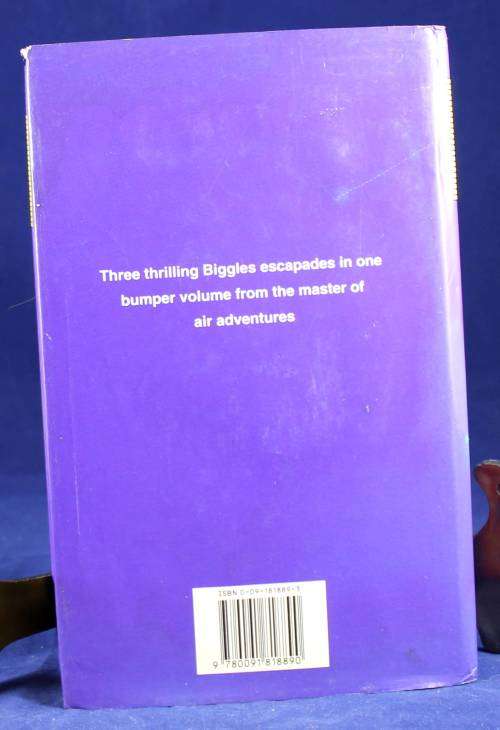 Three thrilling Biggles escapades in one
bumper volume from the master of
air adventures
ISBN 0-09-181889-3
9 780091 818890